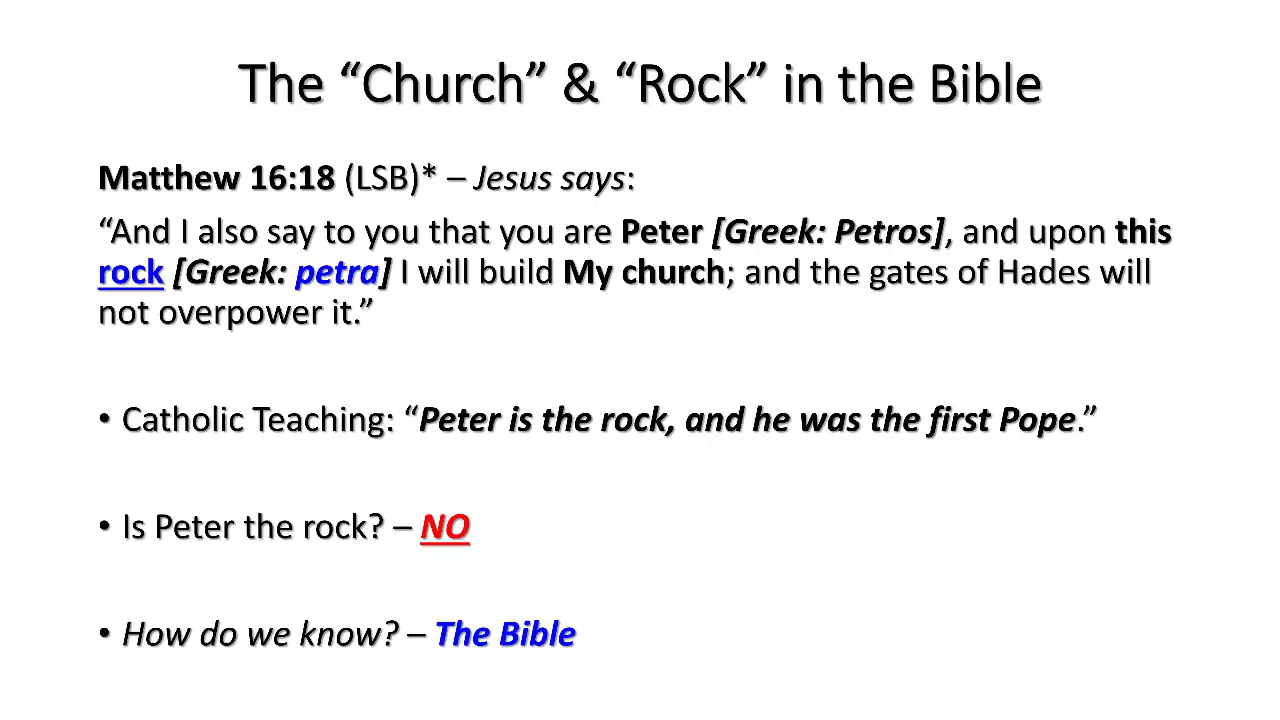 The “Church” & “Rock” in the Bible
Matthew 16:18 (LSB)* – Jesus says:
“And I also say to you that you are Peter [Greek: Petros], and upon this
rock [Greek: petra] I will build My church; and the gates of Hades will
not overpower it.”
• Catholic Teaching: “Peter is the rock, and he was the first Pope.”
• Is Peter the rock? – NO
• How do we know? – The Bible